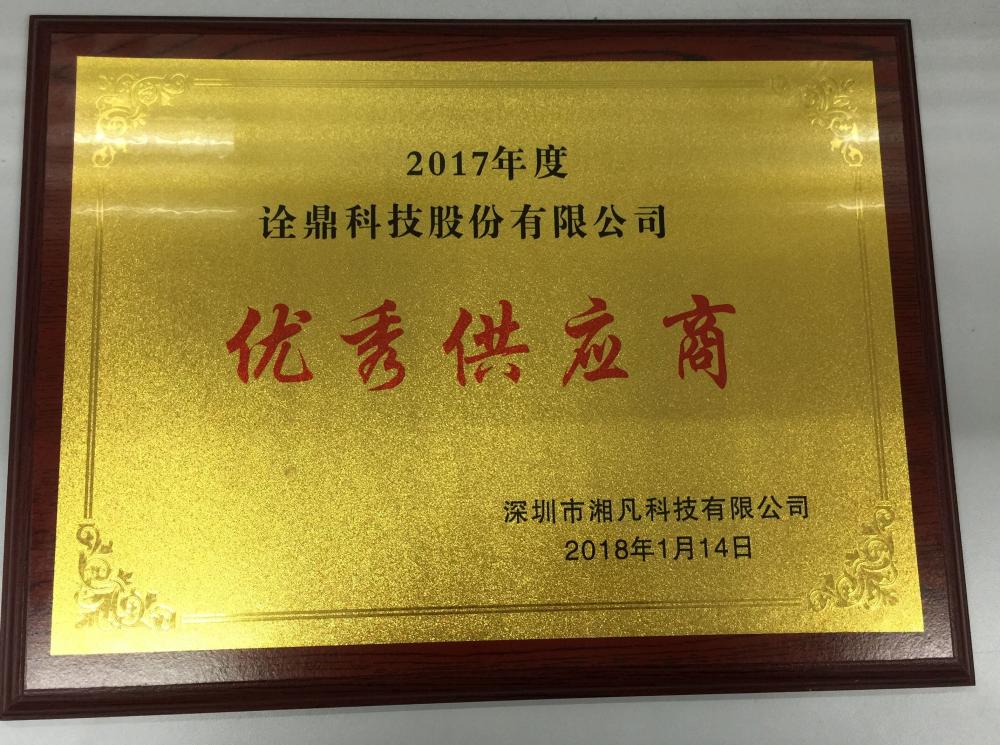 2017年度
诠鼎科技股份有限公司
优秀供应商
深圳市湘凡科技有限公司
2018年1月14日